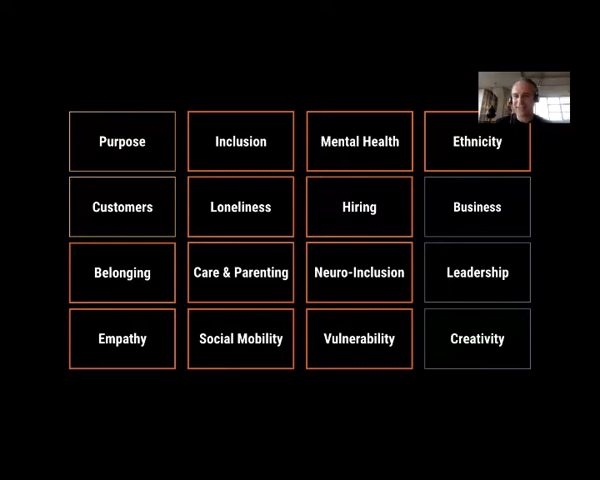 Purpose
Inclusion
Mental Health
Ethnicity
Customers
Loneliness
Hiring
Business
Belonging
Care & Parenting
Neuro-Inclusion
Leadership
Empathy
Social Mobility
Vulnerability
Creativity